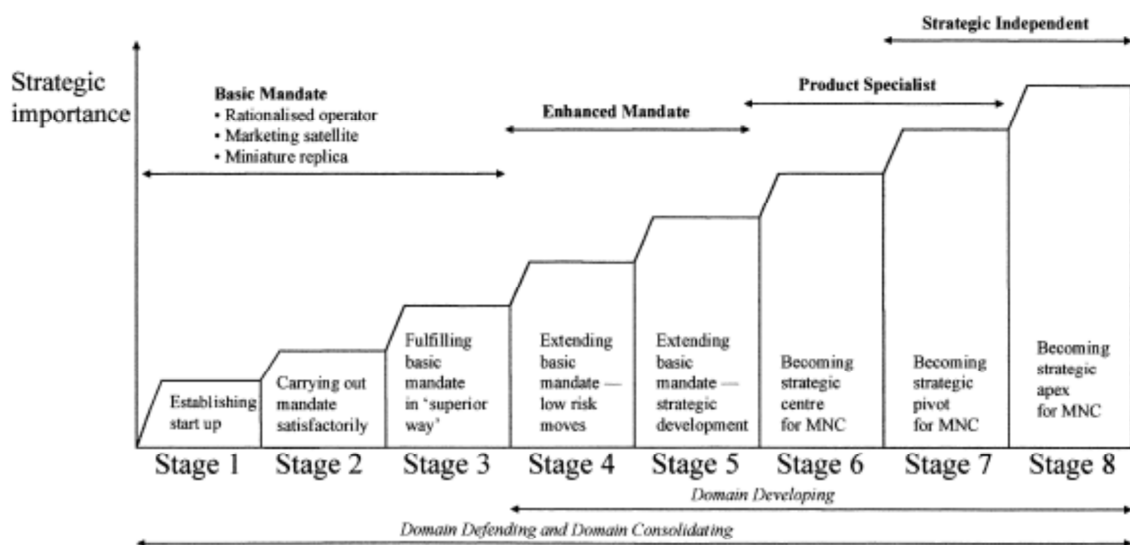 Strategic Independent
Strategic
importance
Basic Mandate
• Rationalised operator
• Marketing satellite
• Miniature replica
Enhanced Mandate
Product Specialist
Establishing
start up
Carrying out
mandate
satisfactorily
Fulfilling
basic
mandate
in ‘superior
way’
Extending
basic
mandate —
low risk
moves
Extending
basic
mandate —
strategic
development
Becoming
strategic
centre
for MNC
Becoming
strategic
pivot
for MNC
Becoming
strategic
apex
for MNC
Stage 1
Stage 2
Stage 3
Stage 4
Stage 5
Stage 6
Stage 7
Stage 8
Domain Developing
Domain Defending and Domain Consolidating